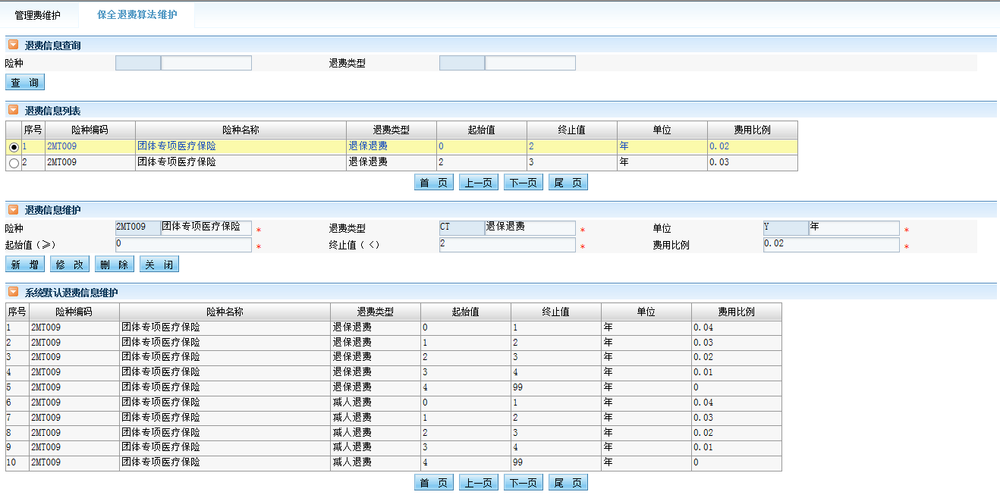 管理费维护 保全退费算法维护
退费信息查询
险种 退费类型
查 询
退费信息列表
序号 险种编码 险种名称 退费类型 起始值 终止值 单位 费用比例
1 2MT009 团体专项医疗保险 退保退费 0 2 年 0.02
2 2MT009 团体专项医疗保险 退保退费 2 3 年 0.03
首 页 上一页 下一页 尾 页
退费信息维护
险种 2MT009 团体专项医疗保险 * 退费类型 CT 退保退费 * 单位 Y 年 *
起始值（≥） 0 * 终止值（<） 2 * 费用比例 0.02 *
新 增 修 改 删 除 关 闭
系统默认退费信息维护
序号 险种编码 险种名称 退费类型 起始值 终止值 单位 费用比例
1 2MT009 团体专项医疗保险 退保退费 0 1 年 0.04
2 2MT009 团体专项医疗保险 退保退费 1 2 年 0.03
3 2MT009 团体专项医疗保险 退保退费 2 3 年 0.02
4 2MT009 团体专项医疗保险 退保退费 3 4 年 0.01
5 2MT009 团体专项医疗保险 退保退费 4 99 年 0
6 2MT009 团体专项医疗保险 减人退费 0 1 年 0.04
7 2MT009 团体专项医疗保险 减人退费 1 2 年 0.03
8 2MT009 团体专项医疗保险 减人退费 2 3 年 0.02
9 2MT009 团体专项医疗保险 减人退费 3 4 年 0.01
10 2MT009 团体专项医疗保险 减人退费 4 99 年 0
首 页 上一页 下一页 尾 页